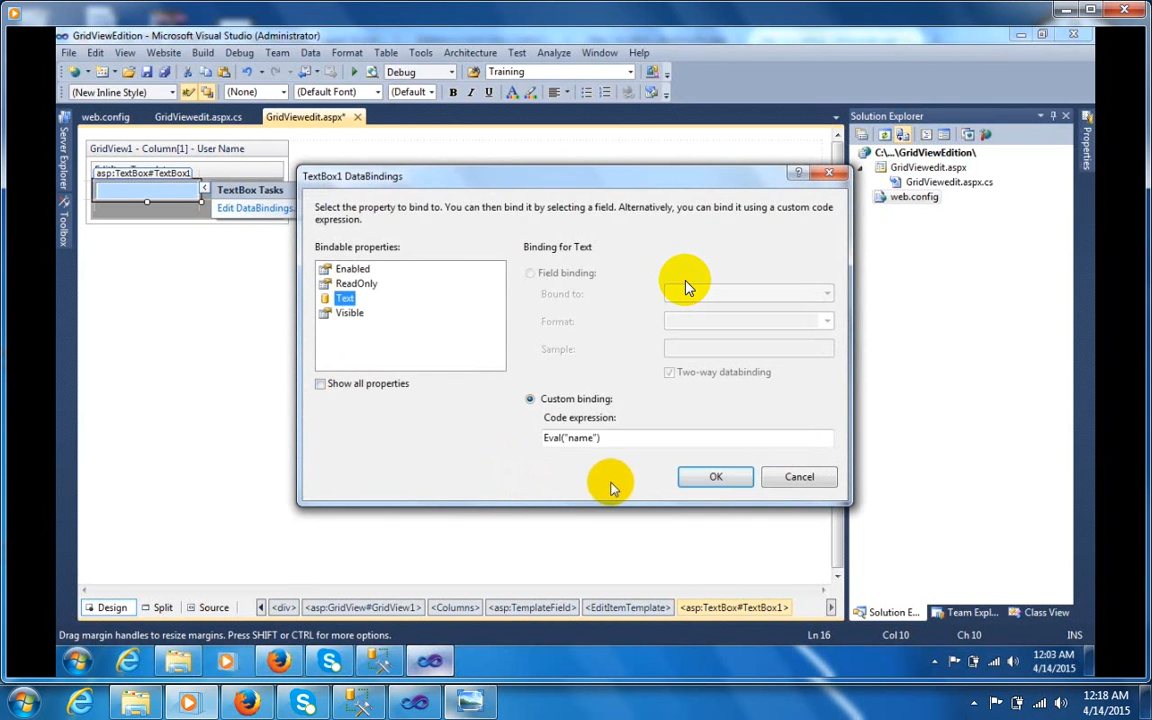 GridViewEdition - Microsoft Visual Studio (Administrator)
File Edit View Website Build Debug Team Data Format Table Tools Architecture Test Analyze Window Help
Debug Training
(New Inline Style) (None) (Default Font) (Default B I U A
web.config GridViewedit.aspx.cs GridViewedit.aspx*
Solution Explorer
Server Explorer
Toolbox
Properties
GridView1 - Column[1] - User Name
asp:TextBox#TextBox1
TextBox Tasks
Edit DataBindings...
C:\...\GridViewEdition\
GridViewedit.aspx
GridViewedit.aspx.cs
web.config
TextBox1 DataBindings
Select the property to bind to. You can then bind it by selecting a field. Alternatively, you can bind it using a custom code
expression.
Bindable properties:
Enabled
ReadOnly
Text
Visible
Show all properties
Binding for Text
Field binding:
Bound to:
Format:
Sample:
Two-way databinding
Custom binding:
Code expression:
Eval("name")
OK Cancel
Design Split Source <div> <asp:GridView#GridView1> <Columns> <asp:TemplateField> <EditItemTemplate> <asp:TextBox#TextBox1>
Solution E... Team Expl... Class View
Drag margin handles to resize margins. Press SHIFT or CTRL for more options. Ln 16 Col 10 Ch 10 INS
12:03 AM
4/14/2015
12:18 AM
4/14/2015